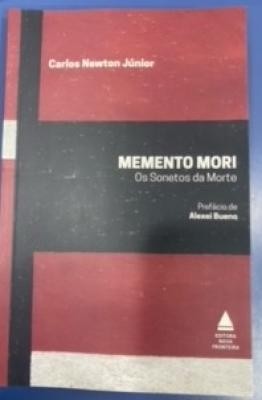 Carlos Newton Júnior
MEMENTO MORI
Os Sonetos da Morte
Prefácio de
Alexei Bueno
EDITORA
NOVA
FRONTEIRA